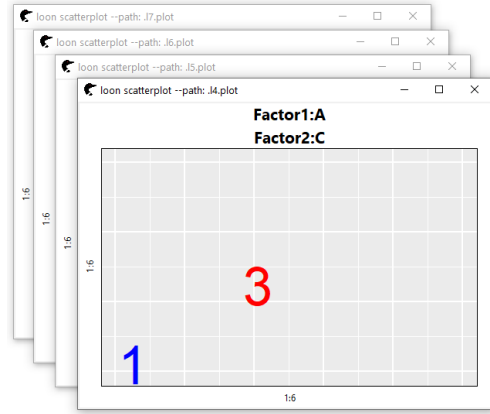 loon scatterplot --path: .l7.plot
loon scatterplot --path: .l6.plot
loon scatterplot --path: .l5.plot
loon scatterplot --path: .l4.plot
Factor1:A
Factor2:C
1:6
1:6
1:6
1:6
3
1
1:6